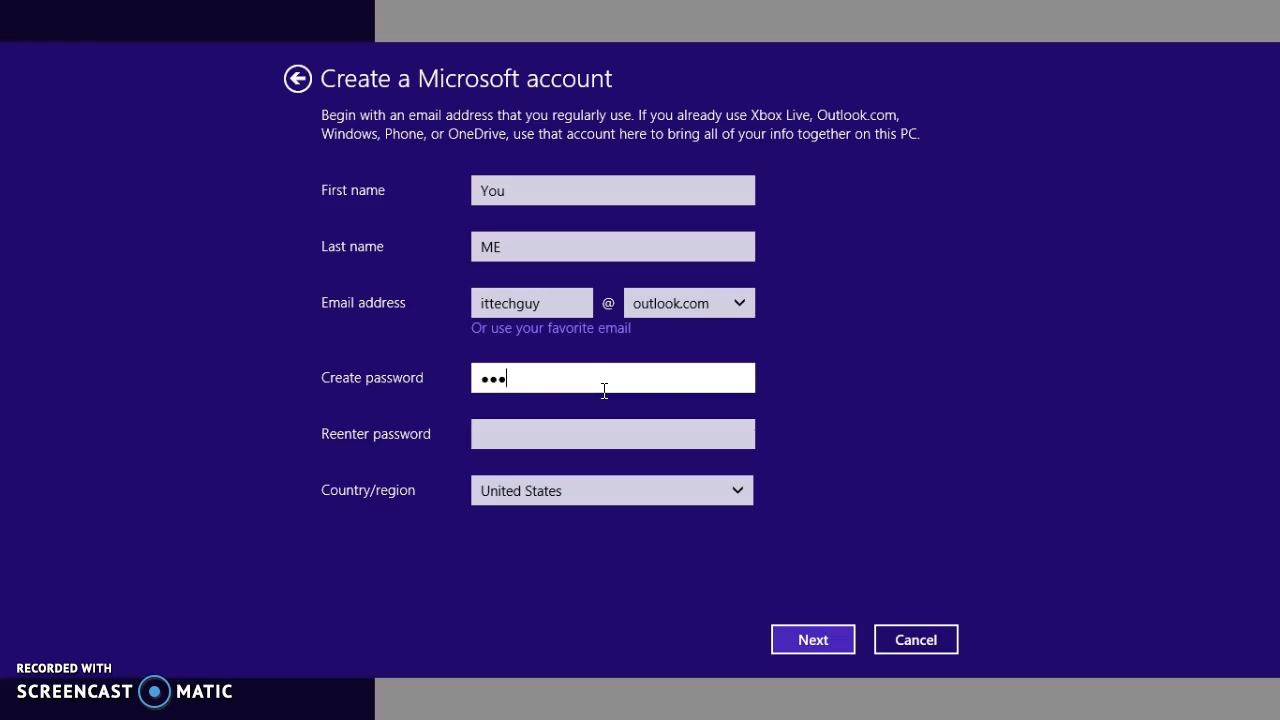 Create a Microsoft account
Begin with an email address that you regularly use. If you already use Xbox Live, Outlook.com,
Windows, Phone, or OneDrive, use that account here to bring all of your info together on this PC.
First name You
Last name ME
Email address ittechguy @ outlook.com
Or use your favorite email
Create password ●●●
Reenter password
Country/region United States
Next Cancel
RECORDED WITH
SCREENCAST MATIC